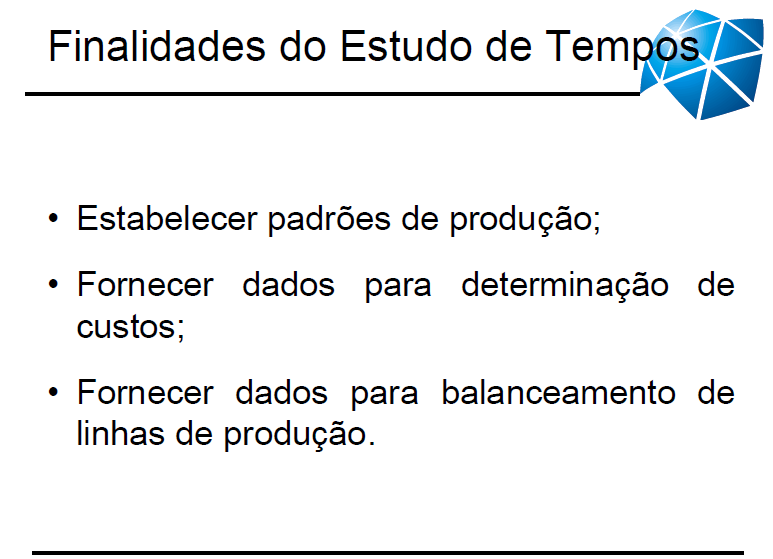 Finalidades do Estudo de Tempos
• Estabelecer padrões de produção;
• Fornecer dados para determinação de
custos;
• Fornecer dados para balanceamento de
linhas de produção.